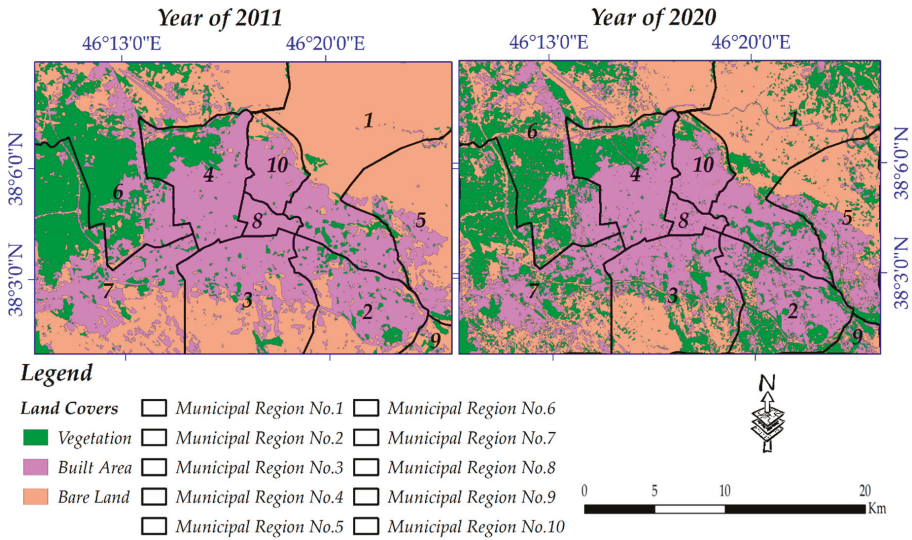 Year of 2011
Year of 2020
46°13'0"E
46°20'0"E
46°13'0"E
46°20'0"E
38°6'0"N
38°3'0"N
1
10
4
6
8
5
7
3
2
9
1
6
10
4
8
5
7
3
2
9
38°6'0"N
38°3'0"N
Legend
Land Covers
Vegetation
Built Area
Bare Land
Municipal Region No.1
Municipal Region No.2
Municipal Region No.3
Municipal Region No.4
Municipal Region No.5
Municipal Region No.6
Municipal Region No.7
Municipal Region No.8
Municipal Region No.9
Municipal Region No.10
N
0 5 10 20
Km